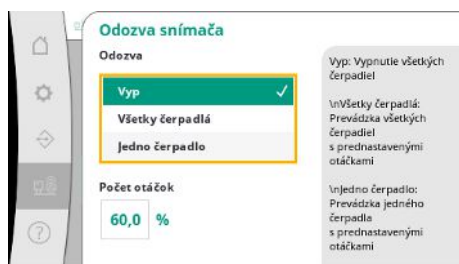 Odozva snímača
Odozva
Vyp
Všetky čerpadlá
Jedno čerpadlo
Počet otáčok
60,0 %
Vyp: Vypnutie všetkých
čerpadiel
\nVšetky čerpadlá:
Prevádzka všetkých
čerpadiel
s prednastavenými
otáčkami
\nJedno čerpadlo:
Prevádzka jedného
čerpadla
s prednastavenými
otáčkami